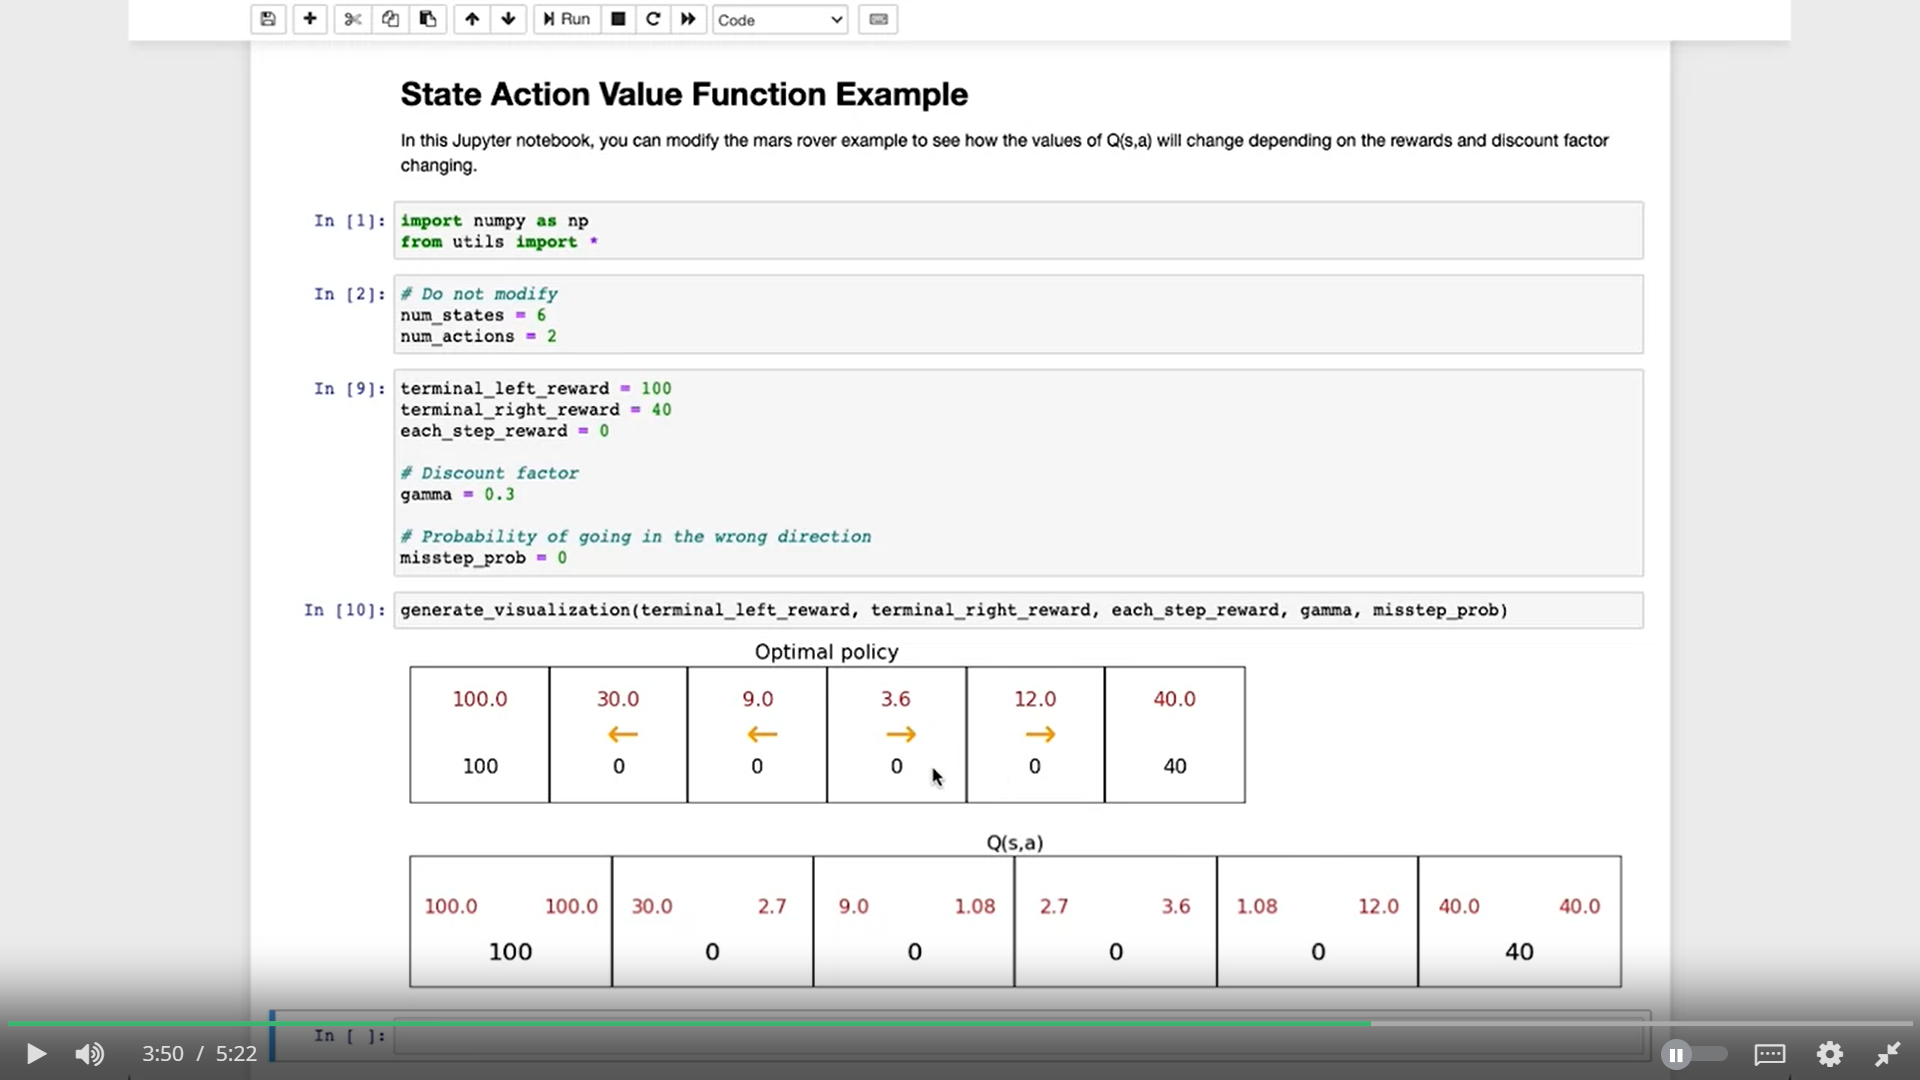 Run
Code
State Action Value Function Example
In this Jupyter notebook, you can modify the mars rover example to see how the values of Q(s,a) will change depending on the rewards and discount factor
changing.
In [1]: import numpy as np
from utils import *
In [2]: # Do not modify
num_states = 6
num_actions = 2
In [9]: terminal_left_reward = 100
terminal_right_reward = 40
each_step_reward = 0
# Discount factor
gamma = 0.3
# Probability of going in the wrong direction
misstep_prob = 0
In [10]: generate_visualization(terminal_left_reward, terminal_right_reward, each_step_reward, gamma, misstep_prob)
Optimal policy
100.0 30.0 9.0 3.6 12.0 40.0
← ← → →
100 0 0 0 0 40
Q(s,a)
100.0 100.0 30.0 2.7 9.0 1.08 2.7 3.6 1.08 12.0 40.0 40.0
100 0 0 0 0 40
In [ ]:
3:50 / 5:22